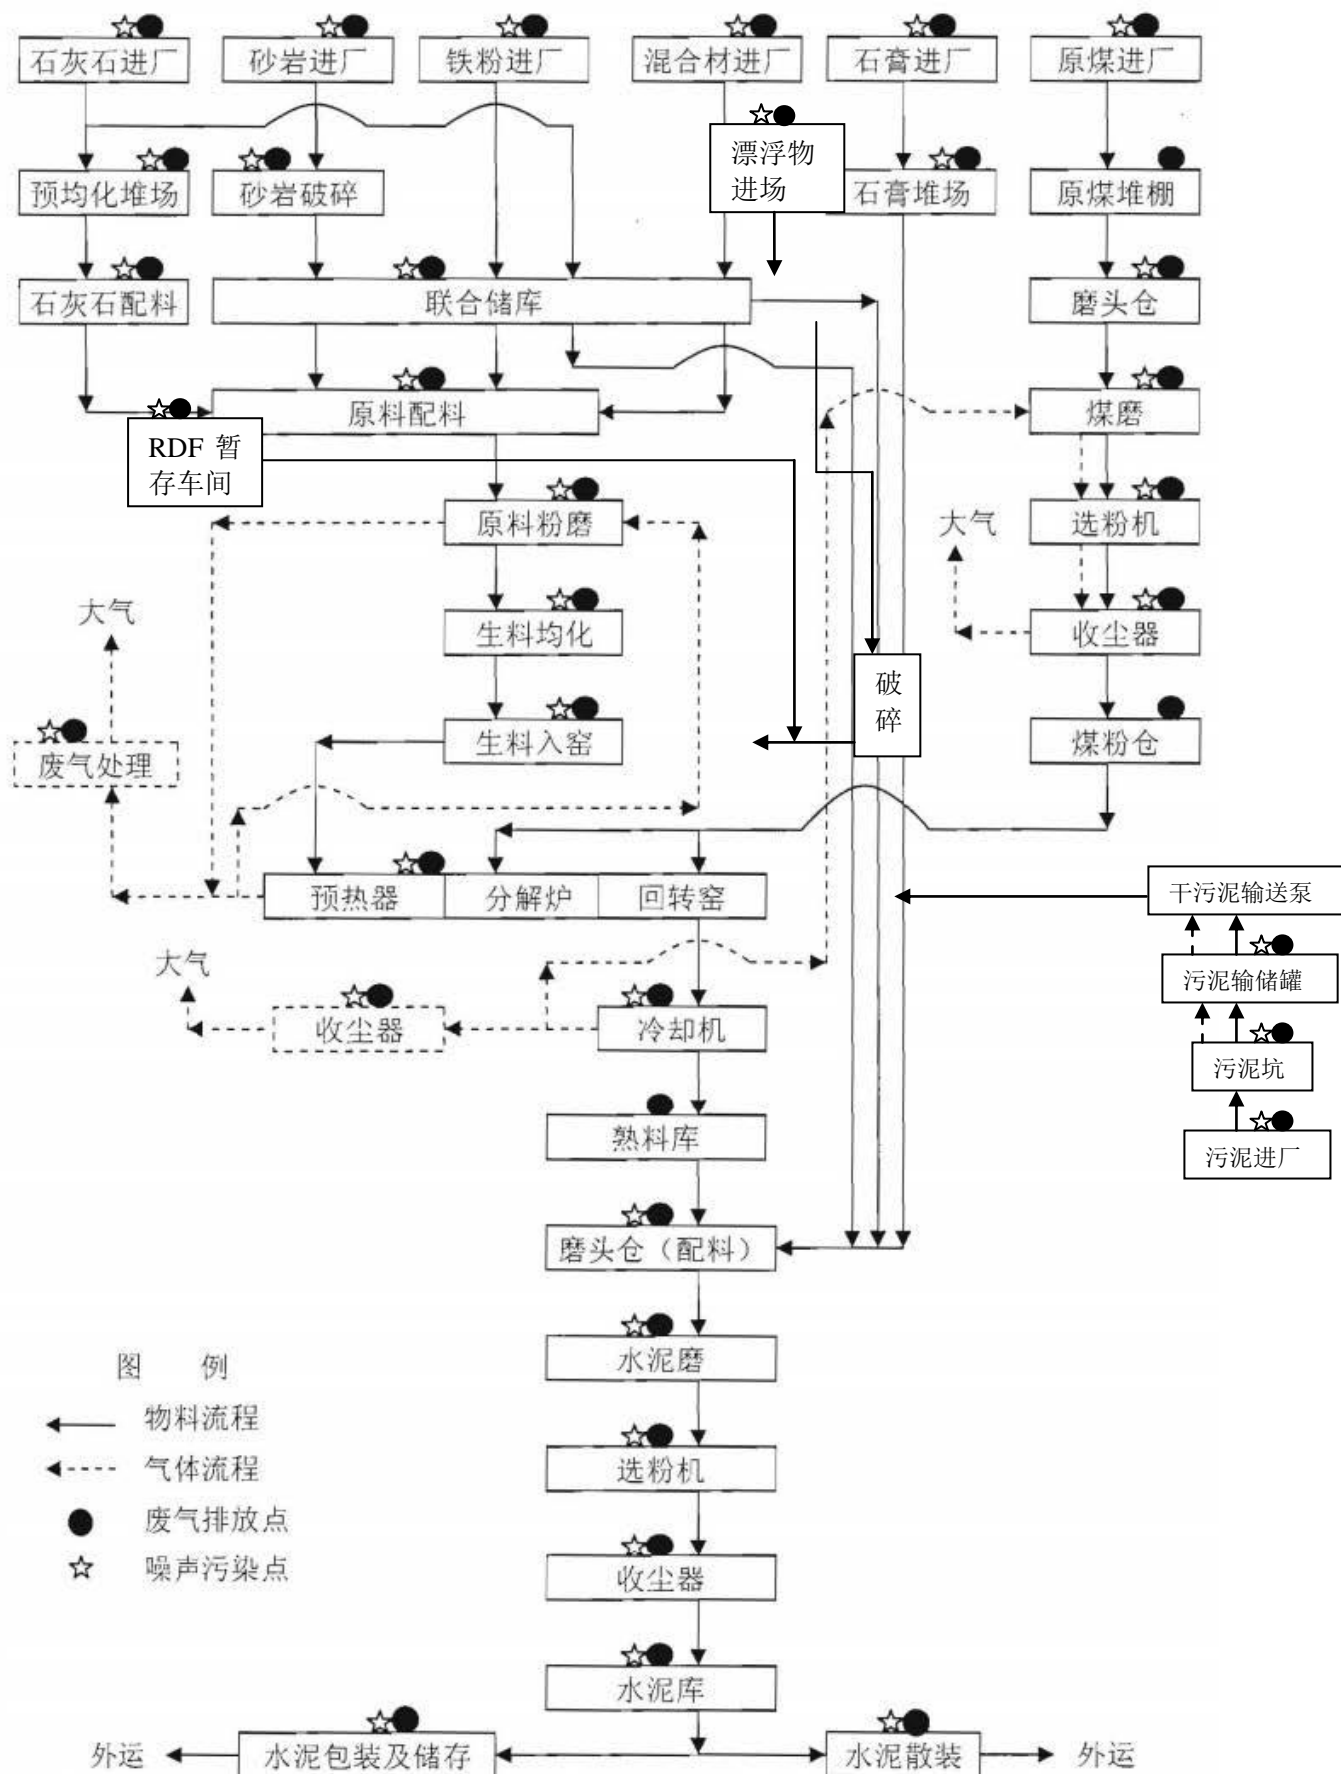 石灰石进厂
砂岩进厂
铁粉进厂
混合材进厂
石膏进厂
原煤进厂
漂浮物
进场
预均化堆场
砂岩破碎
石膏堆场
原煤堆棚
石灰石配料
联合储库
磨头仓
原料配料
煤磨
RDF 暂
存车间
原料粉磨
大气
选粉机
大气
生料均化
收尘器
破
碎
废气处理
生料入窑
煤粉仓
预热器
分解炉
回转窑
干污泥输送泵
大气
污泥输储罐
收尘器
冷却机
污泥坑
熟料库
污泥进厂
磨头仓（配料）
水泥磨
图 例
物料流程
选粉机
气体流程
废气排放点
噪声污染点
收尘器
水泥库
外运
水泥包装及储存
水泥散装
外运